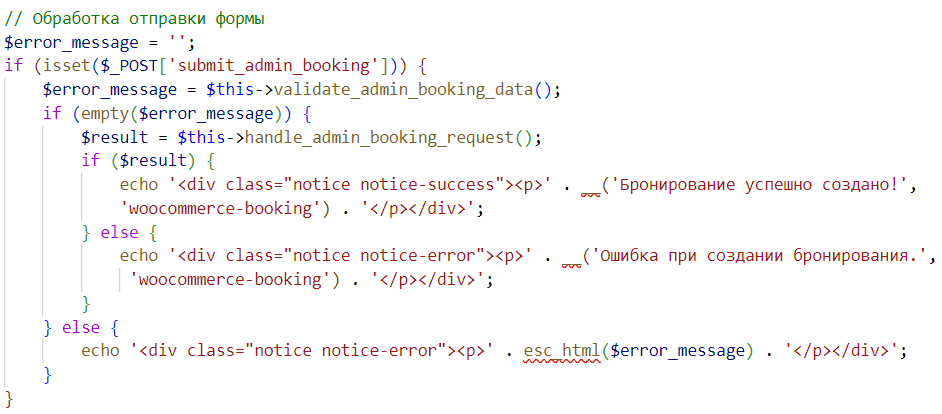 // Обработка отправки формы
$error_message = '';
if (isset($_POST['submit_admin_booking'])) {
    $error_message = $this->validate_admin_booking_data();
    if (empty($error_message)) {
        $result = $this->handle_admin_booking_request();
        if ($result) {
            echo '<div class="notice notice-success"><p>' . __('Бронирование успешно создано!',
            'woocommerce-booking') . '</p></div>';
        } else {
            echo '<div class="notice notice-error"><p>' . __('Ошибка при создании бронирования.',
             'woocommerce-booking') . '</p></div>';
        }
    } else {
        echo '<div class="notice notice-error"><p>' . esc_html($error_message) . '</p></div>';
    }
}